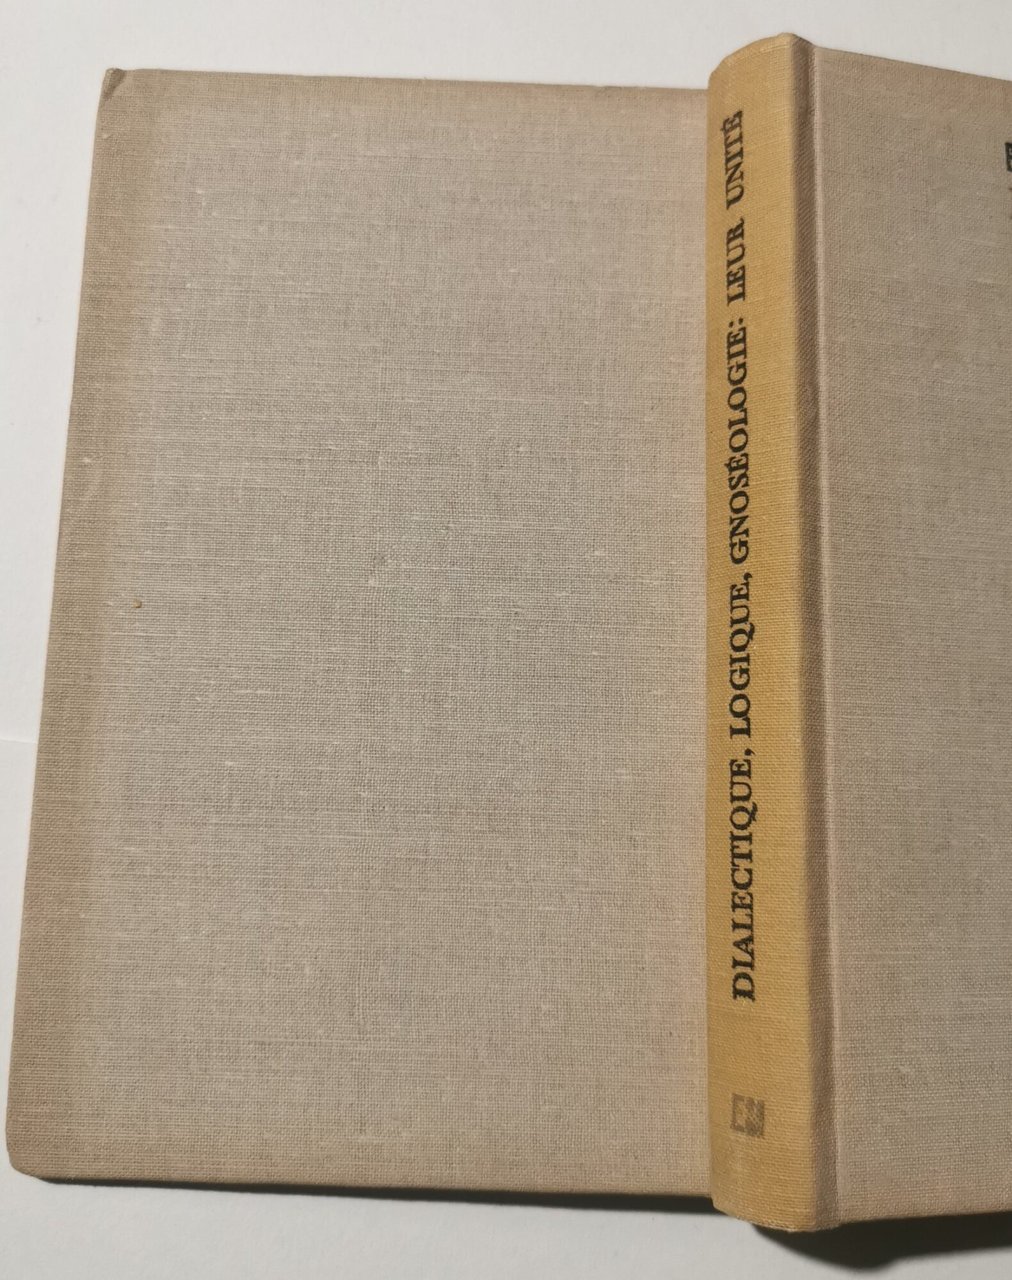 DIALECTIQUE, LOGIQUE, GNOSÉOLOGIE: LEUR UNITÉ